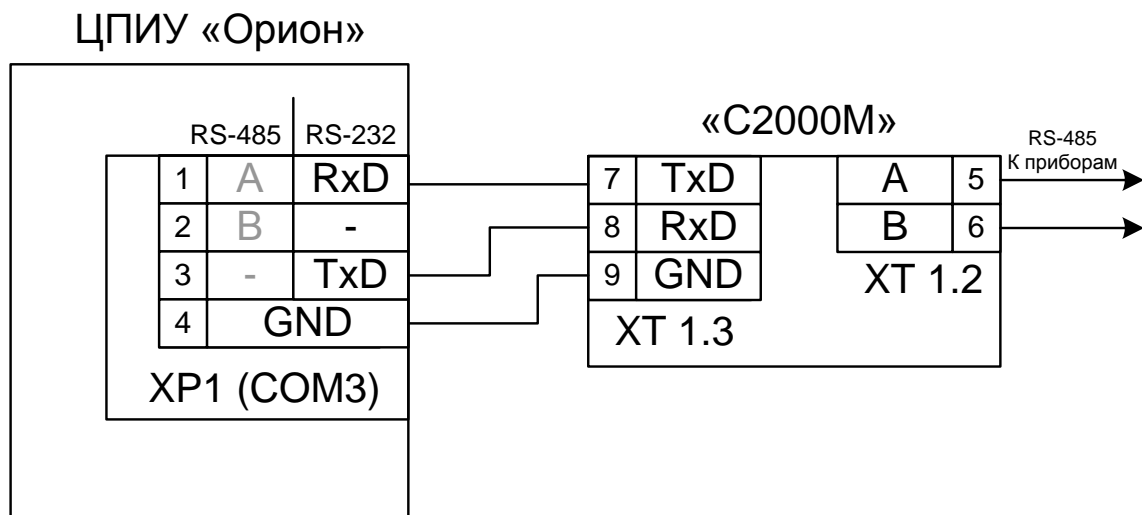 ЦПИУ «Орион»
RS-485 RS-232
1 A RxD
2 B -
3 - TxD
4 GND
XP1 (COM3)
«С2000М»
7 TxD
8 RxD
9 GND
XT 1.3
A 5
B 6
XT 1.2
RS-485
К приборам